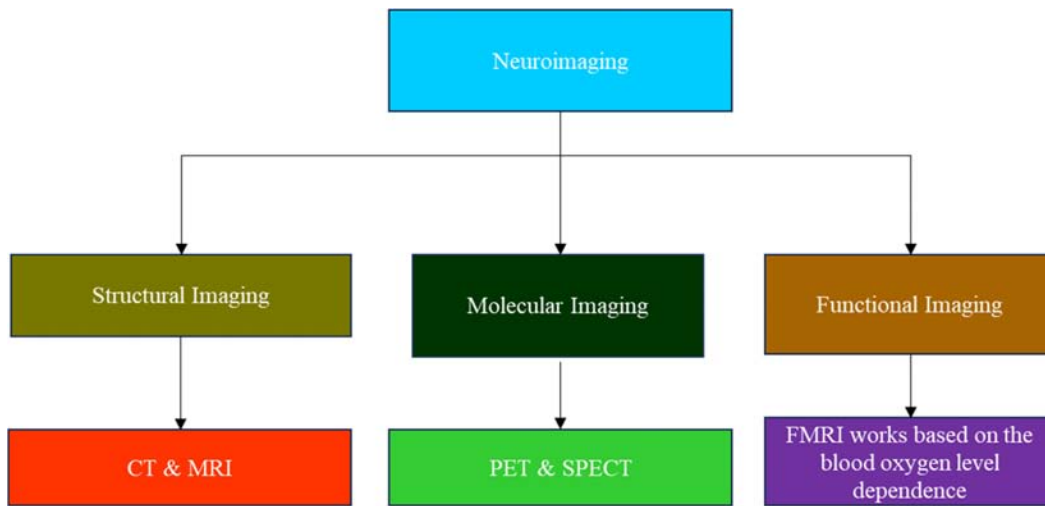 Neuroimaging
Structural Imaging
Molecular Imaging
Functional Imaging
CT & MRI
PET & SPECT
FMRI works based on the
blood oxygen level
dependence